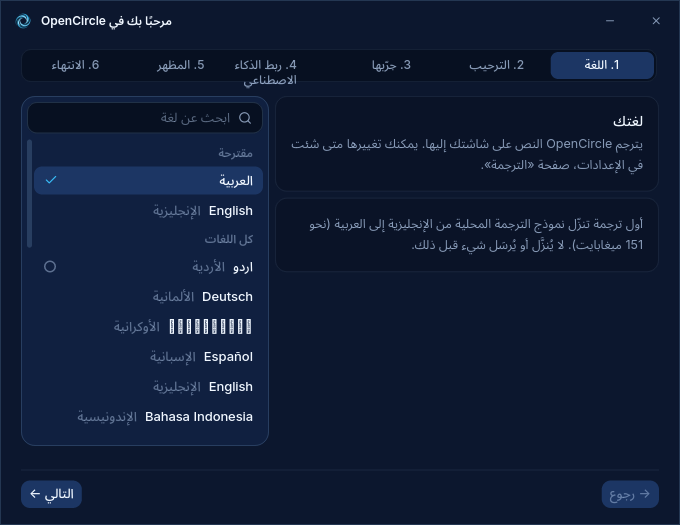 مرحبًا بك في OpenCircle
1. اللغة
2. الترحيب
3. جرّبها
4. ربط الذكاء الاصطناعي
5. المظهر
6. الانتهاء
لغتك
يترجم OpenCircle النص على شاشتك إليها. يمكنك تغييرها متى شئت
في الإعدادات، صفحة «الترجمة».
أول ترجمة تنزّل نموذج الترجمة المحلية من الإنجليزية إلى العربية (نحو
151 ميغابايت). لا يُنزَّل أو يُرسَل شيء قبل ذلك.
ابحث عن لغة
مقترحة
العربية
English الإنجليزية
كل اللغات
اردو الأردية
Deutsch الألمانية
الأوكرانية
Español الإسبانية
English الإنجليزية
Bahasa Indonesia الإندونيسية
→ رجوع
التالي ←